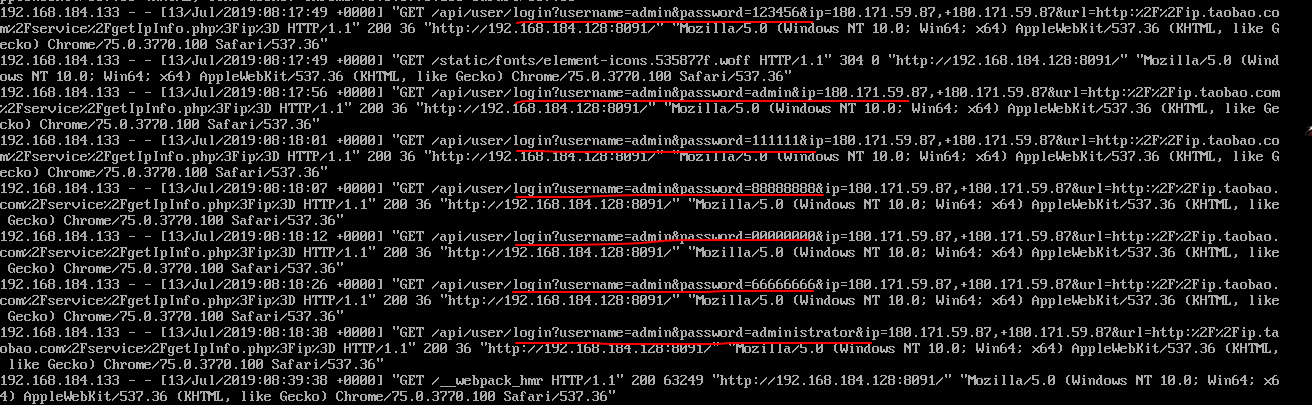 192.168.184.133 - - [13/Jul/2019:08:17:49 +0000] "GET /api/user/login?username=admin&password=123456&ip=180.171.59.87,+180.171.59.87&url=http:%2F%2Fip.taobao.co
m%2Fservice%2FgetIpInfo.php%3Fip%3D HTTP/1.1" 200 36 "http://192.168.184.128:8091/" "Mozilla/5.0 (Windows NT 10.0; Win64; x64) AppleWebKit/537.36 (KHTML, like G
ecko) Chrome/75.0.3770.100 Safari/537.36"
192.168.184.133 - - [13/Jul/2019:08:17:49 +0000] "GET /static/fonts/element-icons.535877f.woff HTTP/1.1" 304 0 "http://192.168.184.128:8091/" "Mozilla/5.0 (Wind
ows NT 10.0; Win64; x64) AppleWebKit/537.36 (KHTML, like Gecko) Chrome/75.0.3770.100 Safari/537.36"
192.168.184.133 - - [13/Jul/2019:08:17:56 +0000] "GET /api/user/login?username=admin&password=admin&ip=180.171.59.87,+180.171.59.87&url=http:%2F%2Fip.taobao.com
%2Fservice%2FgetIpInfo.php%3Fip%3D HTTP/1.1" 200 36 "http://192.168.184.128:8091/" "Mozilla/5.0 (Windows NT 10.0; Win64; x64) AppleWebKit/537.36 (KHTML, like Ge
cko) Chrome/75.0.3770.100 Safari/537.36"
192.168.184.133 - - [13/Jul/2019:08:18:01 +0000] "GET /api/user/login?username=admin&password=111111&ip=180.171.59.87,+180.171.59.87&url=http:%2F%2Fip.taobao.co
m%2Fservice%2FgetIpInfo.php%3Fip%3D HTTP/1.1" 200 36 "http://192.168.184.128:8091/" "Mozilla/5.0 (Windows NT 10.0; Win64; x64) AppleWebKit/537.36 (KHTML, like G
ecko) Chrome/75.0.3770.100 Safari/537.36"
192.168.184.133 - - [13/Jul/2019:08:18:07 +0000] "GET /api/user/login?username=admin&password=88888888&ip=180.171.59.87,+180.171.59.87&url=http:%2F%2Fip.taobao.
com%2Fservice%2FgetIpInfo.php%3Fip%3D HTTP/1.1" 200 36 "http://192.168.184.128:8091/" "Mozilla/5.0 (Windows NT 10.0; Win64; x64) AppleWebKit/537.36 (KHTML, like
 Gecko) Chrome/75.0.3770.100 Safari/537.36"
192.168.184.133 - - [13/Jul/2019:08:18:12 +0000] "GET /api/user/login?username=admin&password=00000000&ip=180.171.59.87,+180.171.59.87&url=http:%2F%2Fip.taobao.
com%2Fservice%2FgetIpInfo.php%3Fip%3D HTTP/1.1" 200 36 "http://192.168.184.128:8091/" "Mozilla/5.0 (Windows NT 10.0; Win64; x64) AppleWebKit/537.36 (KHTML, like
 Gecko) Chrome/75.0.3770.100 Safari/537.36"
192.168.184.133 - - [13/Jul/2019:08:18:26 +0000] "GET /api/user/login?username=admin&password=66666666&ip=180.171.59.87,+180.171.59.87&url=http:%2F%2Fip.taobao.
com%2Fservice%2FgetIpInfo.php%3Fip%3D HTTP/1.1" 200 36 "http://192.168.184.128:8091/" "Mozilla/5.0 (Windows NT 10.0; Win64; x64) AppleWebKit/537.36 (KHTML, like
 Gecko) Chrome/75.0.3770.100 Safari/537.36"
192.168.184.133 - - [13/Jul/2019:08:18:38 +0000] "GET /api/user/login?username=admin&password=administrator&ip=180.171.59.87,+180.171.59.87&url=http:%2F%2Fip.ta
obao.com%2Fservice%2FgetIpInfo.php%3Fip%3D HTTP/1.1" 200 36 "http://192.168.184.128:8091/" "Mozilla/5.0 (Windows NT 10.0; Win64; x64) AppleWebKit/537.36 (KHTML,
 like Gecko) Chrome/75.0.3770.100 Safari/537.36"
192.168.184.133 - - [13/Jul/2019:08:39:38 +0000] "GET /__webpack_hmr HTTP/1.1" 200 63249 "http://192.168.184.128:8091/" "Mozilla/5.0 (Windows NT 10.0; Win64; x6
4) AppleWebKit/537.36 (KHTML, like Gecko) Chrome/75.0.3770.100 Safari/537.36"